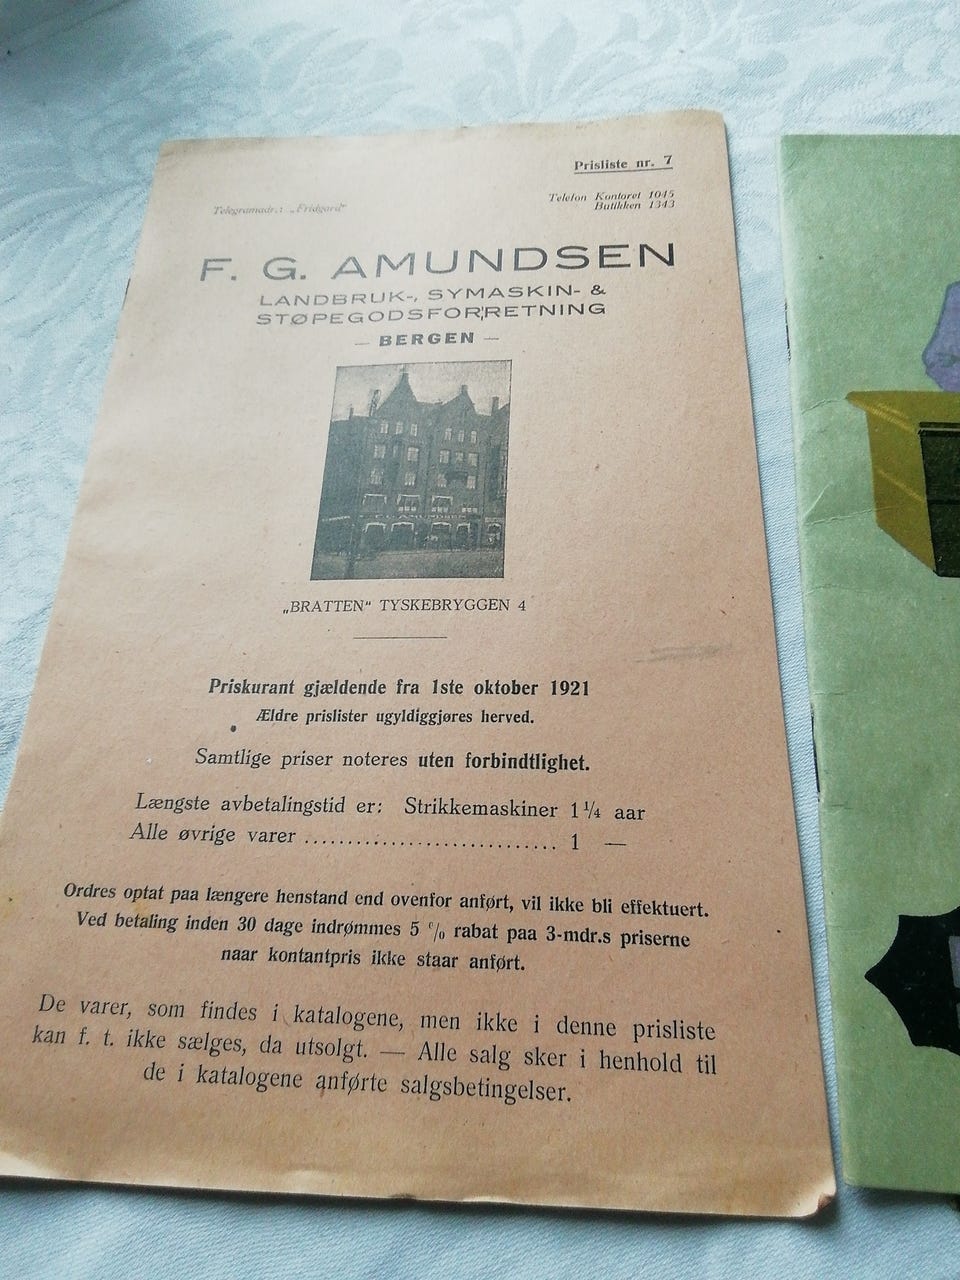 Prisliste nr. 7
Telegramadr.: „Fridgard"
Telefon Kontoret 1045
Butikken 1343
F. G. AMUNDSEN
LANDBRUK-, SYMASKIN- &
STØPEGODSFORRETNING
— BERGEN —
F. G. AMUNDSEN
„BRATTEN" TYSKEBRYGGEN 4
Priskurant gjældende fra 1ste oktober 1921
Ældre prislister ugyldiggjøres herved.
Samtlige priser noteres uten forbindtlighet.
Længste avbetalingstid er: Strikkemaskiner 1 1/4 aar
Alle øvrige varer ............................ 1 —
Ordres optat paa længere henstand end ovenfor anført, vil ikke bli effektuert.
Ved betaling inden 30 dage indrømmes 5 % rabat paa 3-mdr.s priserne
naar kontantpris ikke staar anført.
De varer, som findes i katalogene, men ikke i denne prisliste
kan f. t. ikke sælges, da utsolgt. — Alle salg sker i henhold til
de i katalogene anførte salgsbetingelser.